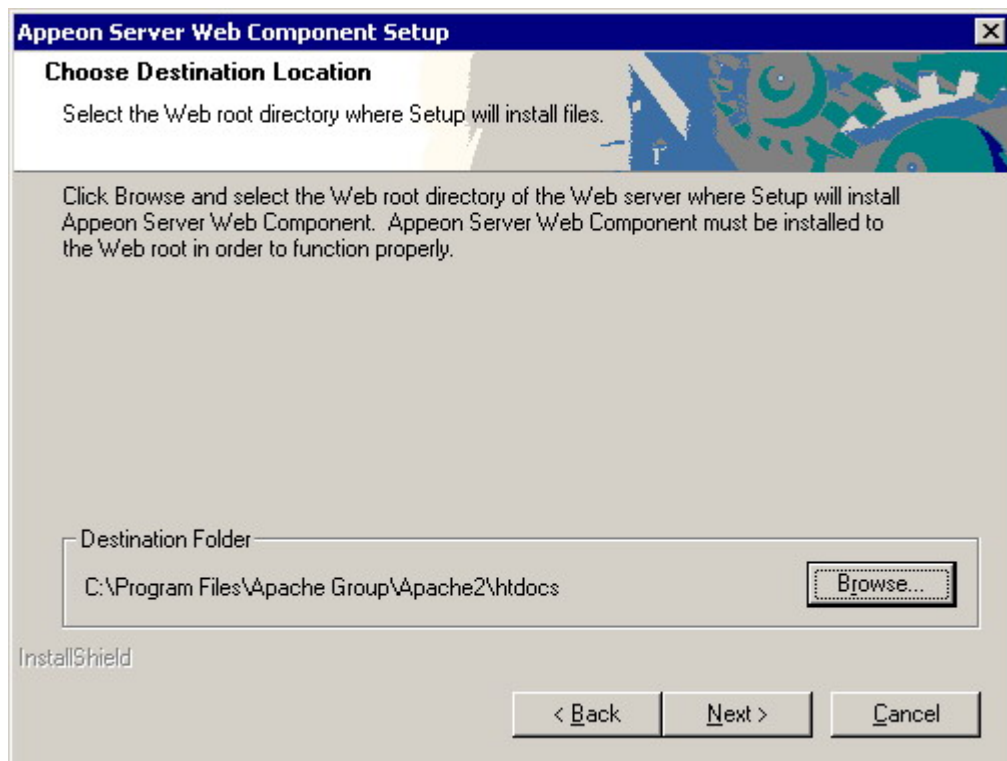 Appeon Server Web Component Setup
Choose Destination Location
Select the Web root directory where Setup will install files.
Click Browse and select the Web root directory of the Web server where Setup will install
Appeon Server Web Component. Appeon Server Web Component must be installed to
the Web root in order to function properly.
Destination Folder
C:\Program Files\Apache Group\Apache2\htdocs
Browse...
InstallShield
< Back
Next >
Cancel